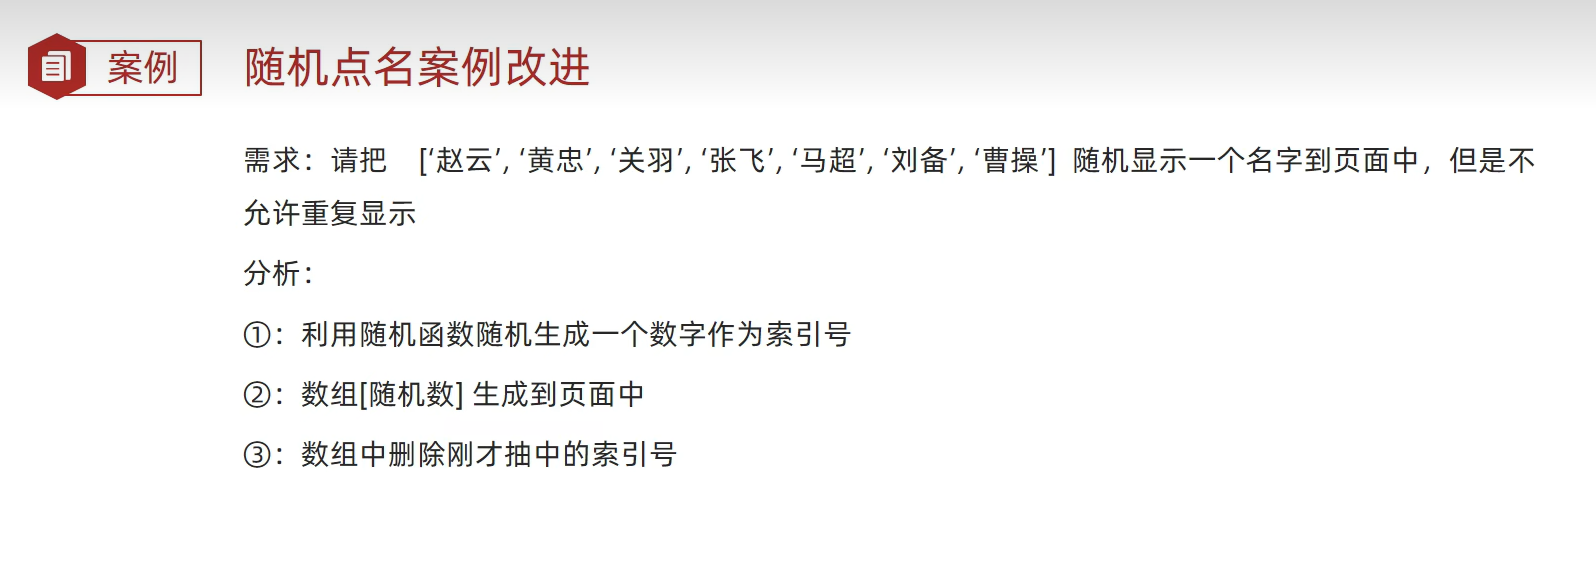 案例
随机点名案例改进
需求：请把 [‘赵云’, ‘黄忠’, ‘关羽’, ‘张飞’, ‘马超’, ‘刘备’, ‘曹操’] 随机显示一个名字到页面中，但是不
允许重复显示
分析：
①：利用随机函数随机生成一个数字作为索引号
②：数组[随机数] 生成到页面中
③：数组中删除刚才抽中的索引号